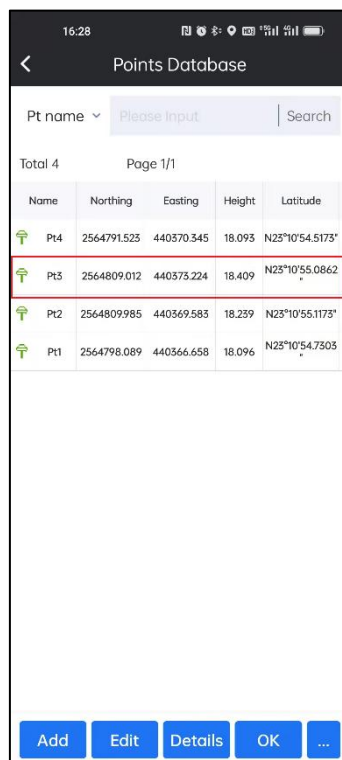 16:28
Points Database
Pt name Please Input Search
Total 4 Page 1/1
Name Northing Easting Height Latitude
Pt4 2564791.523 440370.345 18.093 N23°10'54.5173"
Pt3 2564809.012 440373.224 18.409 N23°10'55.0862
"
Pt2 2564809.985 440369.583 18.239 N23°10'55.1173"
Pt1 2564798.089 440366.658 18.096 N23°10'54.7303
"
Add Edit Details OK ...